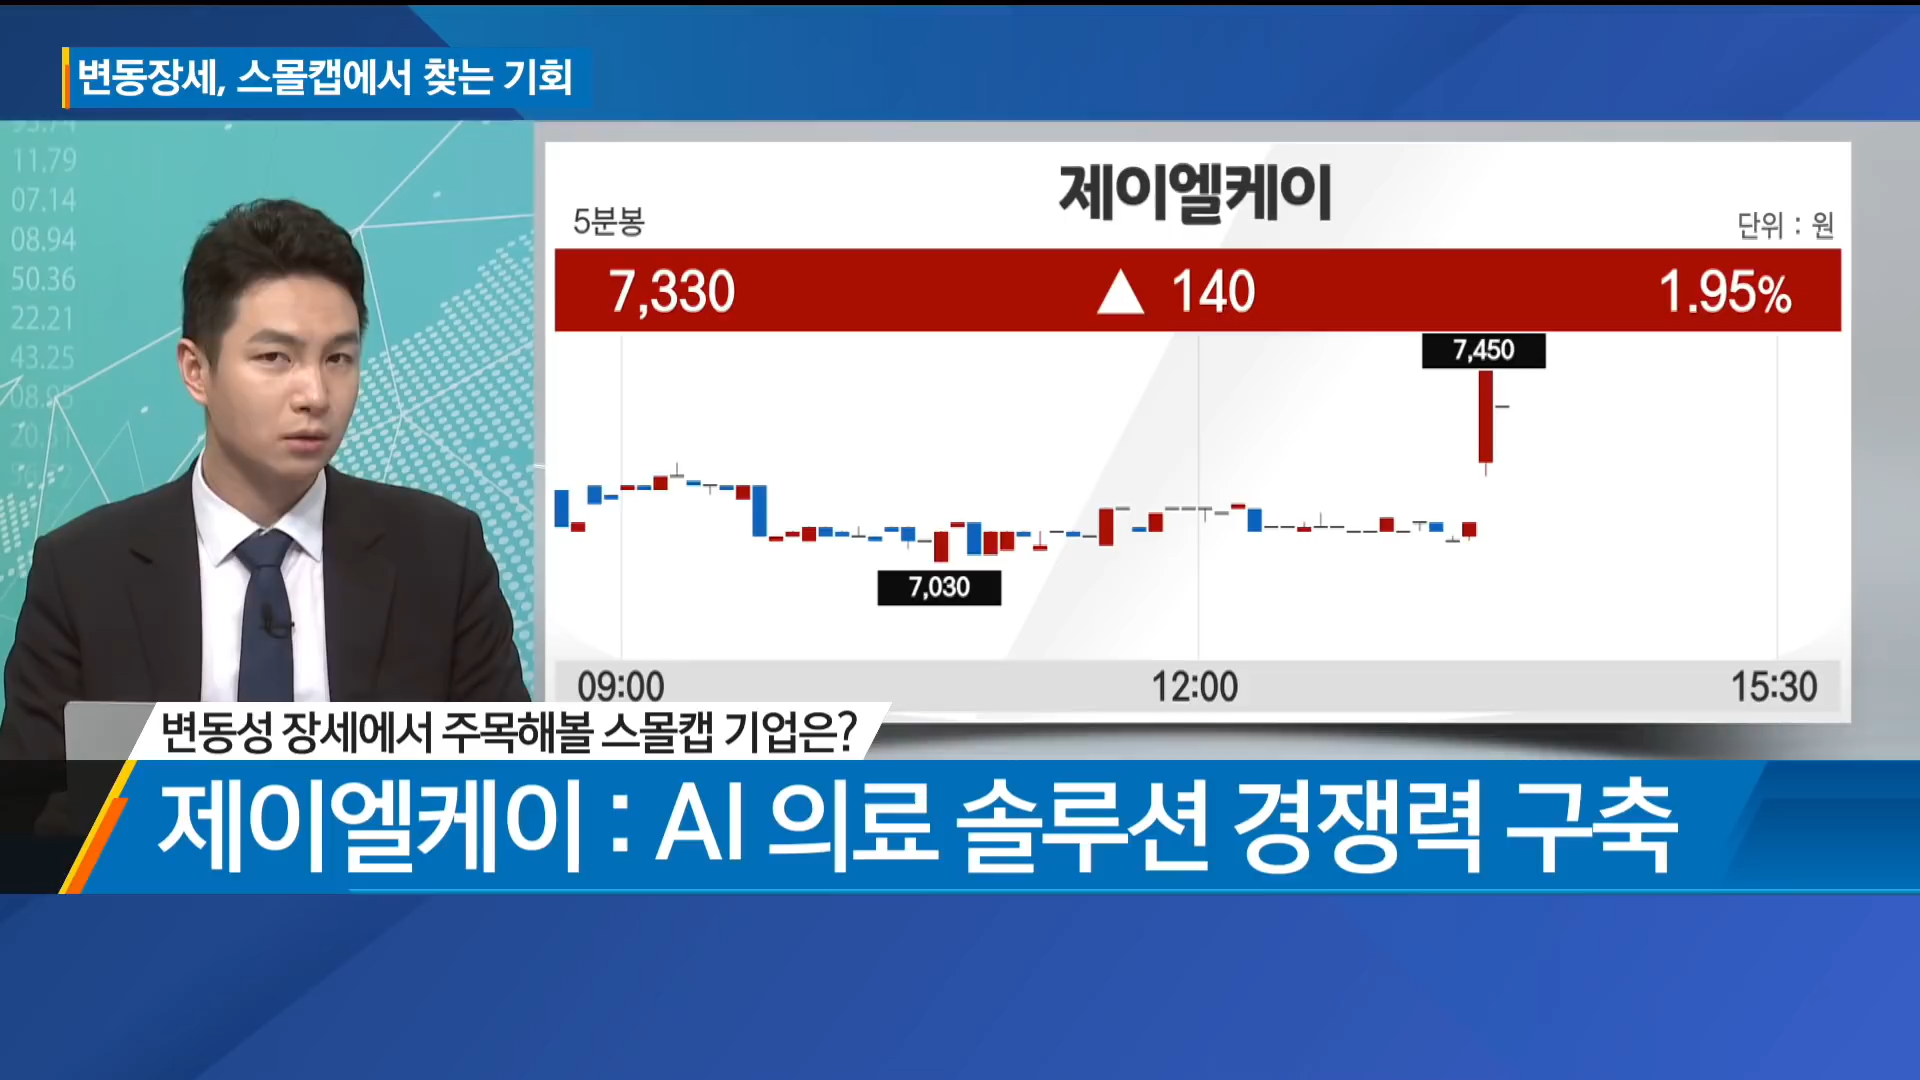 변동장세, 스몰캡에서 찾는 기회
11.79
07.14
08.94
50.36
22.21
43.25
제이엘케이
5분봉
단위 : 원
7,330 ▲ 140 1.95%
7,450
7,030
09:00 12:00 15:30
변동성 장세에서 주목해볼 스몰캡 기업은?
제이엘케이 : AI 의료 솔루션 경쟁력 구축